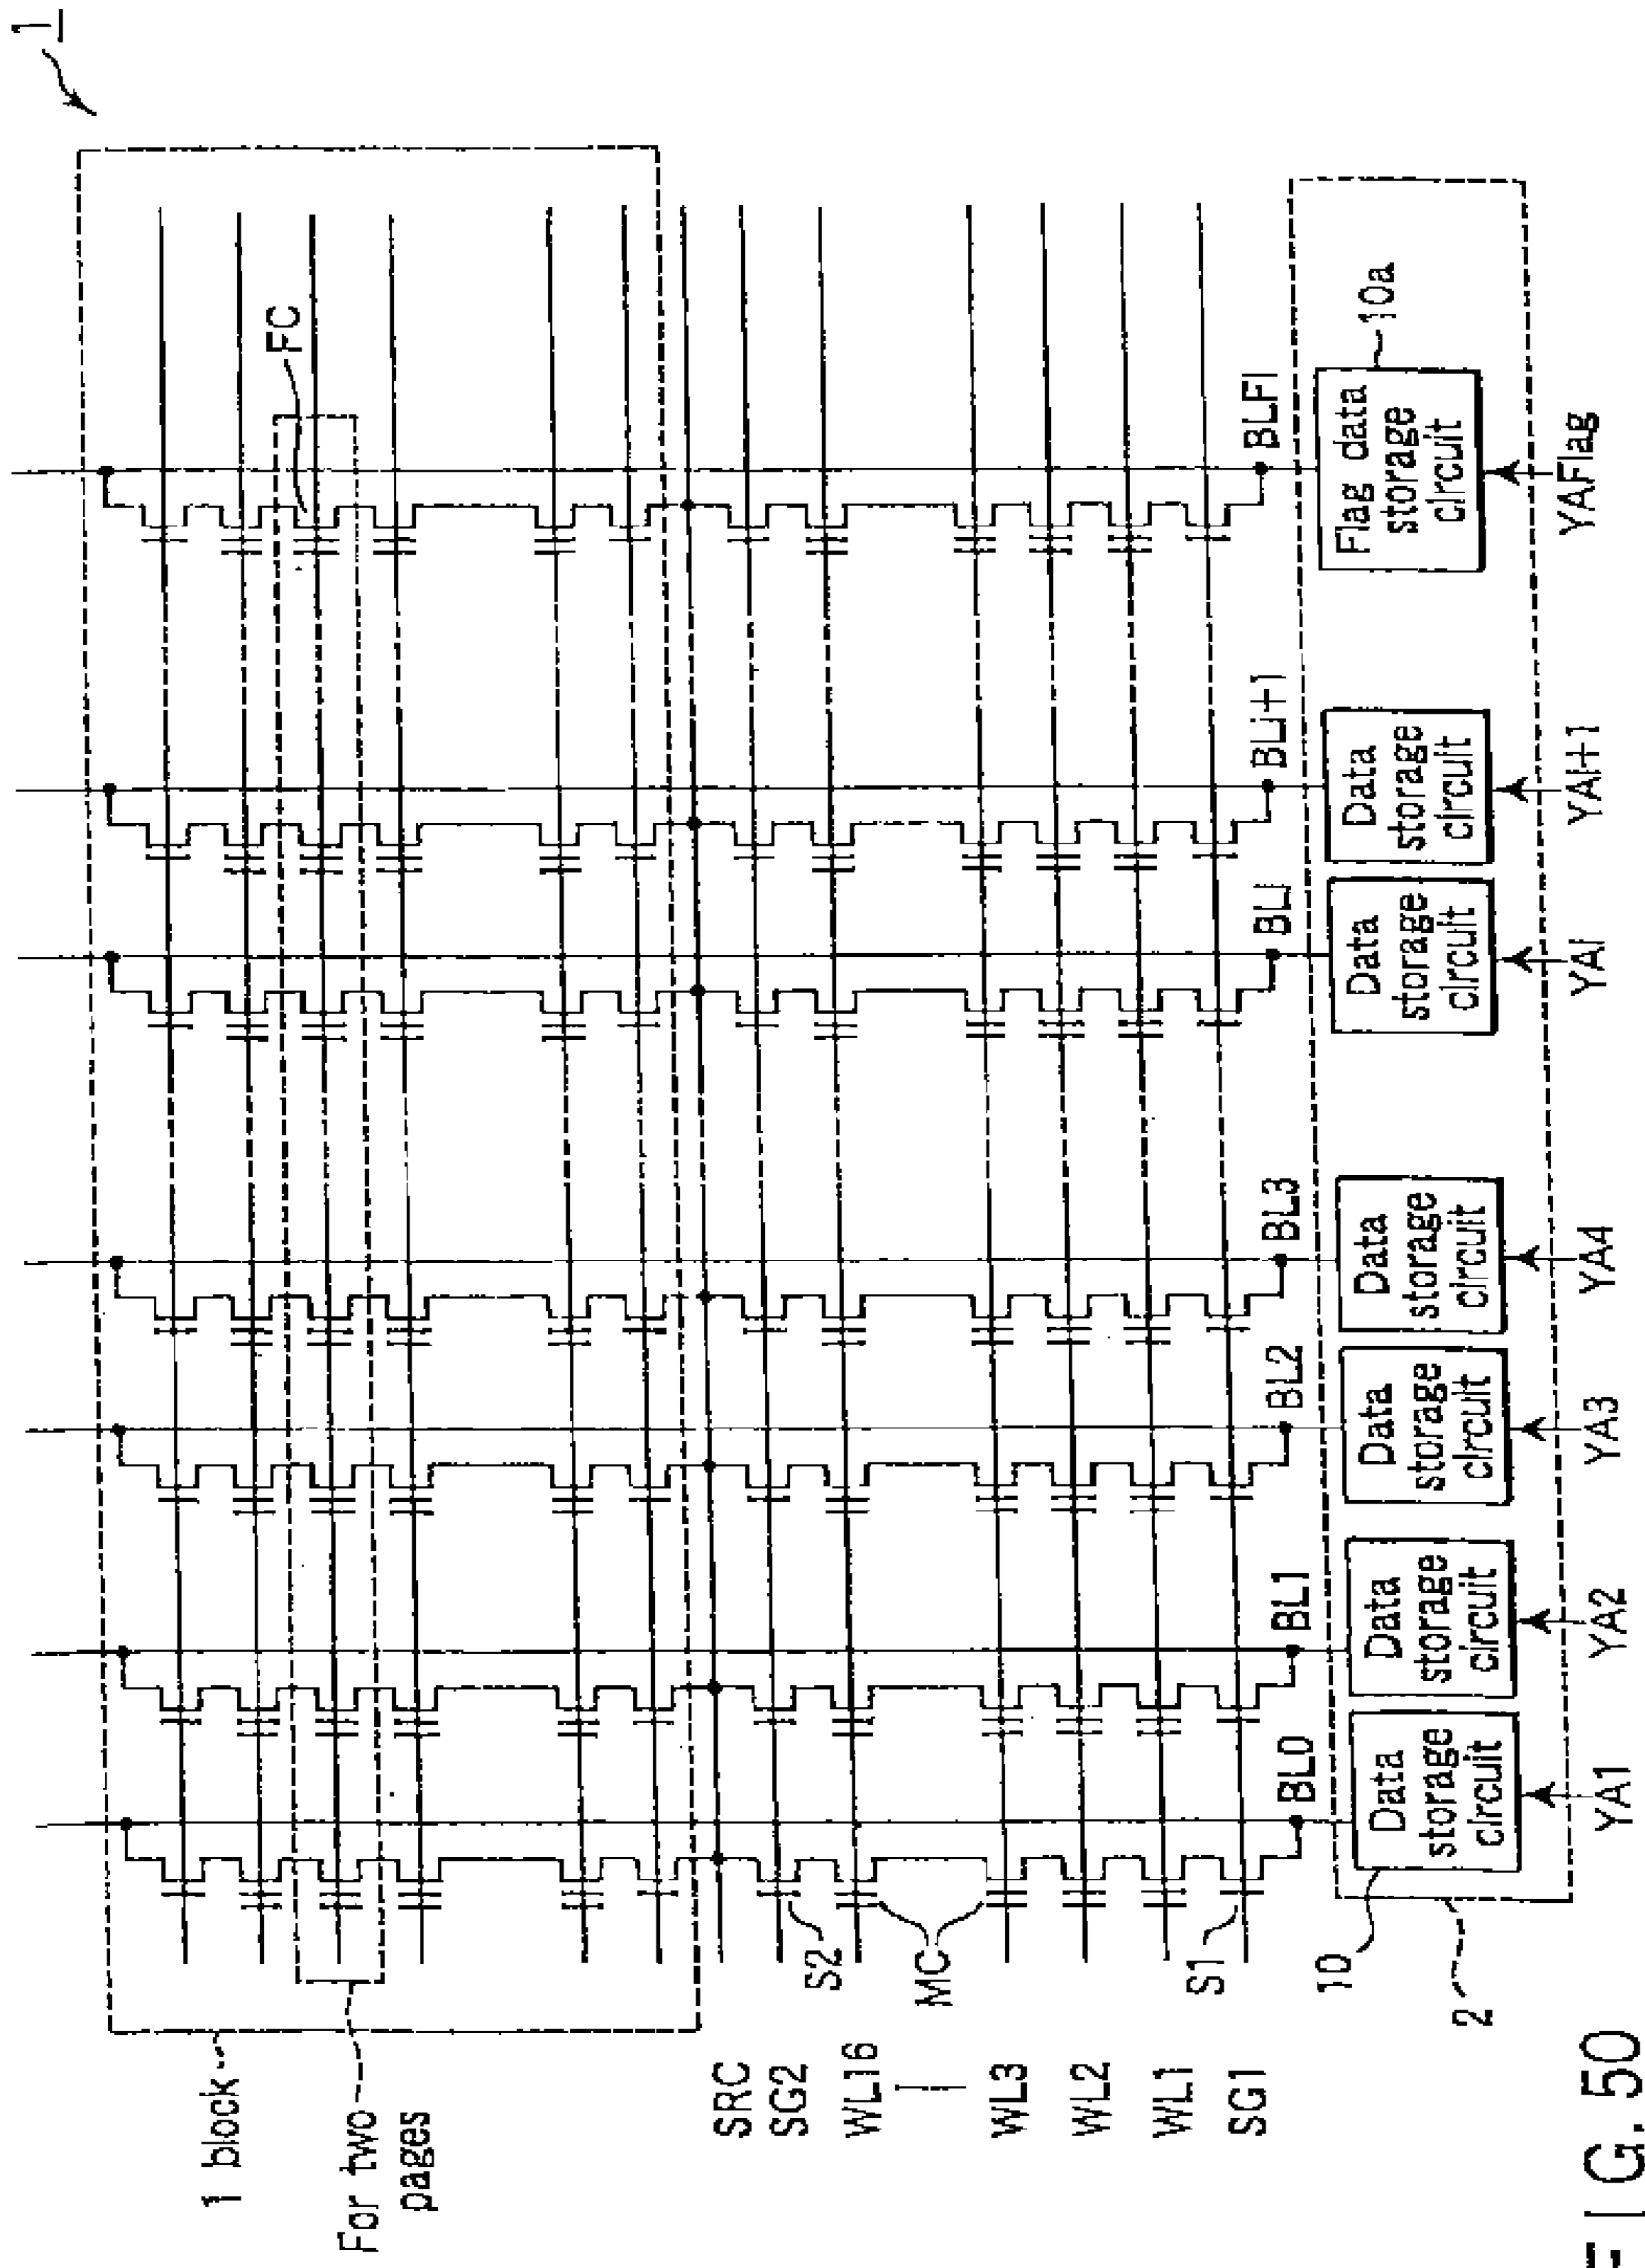 1
1 block
For two
pages
FC
SRC
SG2
WL16
WL3
WL2
WL1
SG1
S2
MC
S1
BL0
BL1
BL2
BL3
BLi
BLi+1
BLFl
10
Data
storage
circuit
Data
storage
circuit
Data
storage
circuit
Data
storage
circuit
Data
storage
circuit
Data
storage
circuit
Flag data
storage
circuit
10a
2
YA1
YA2
YA3
YA4
YAi
YAi+1
YAFlag
FIG. 50